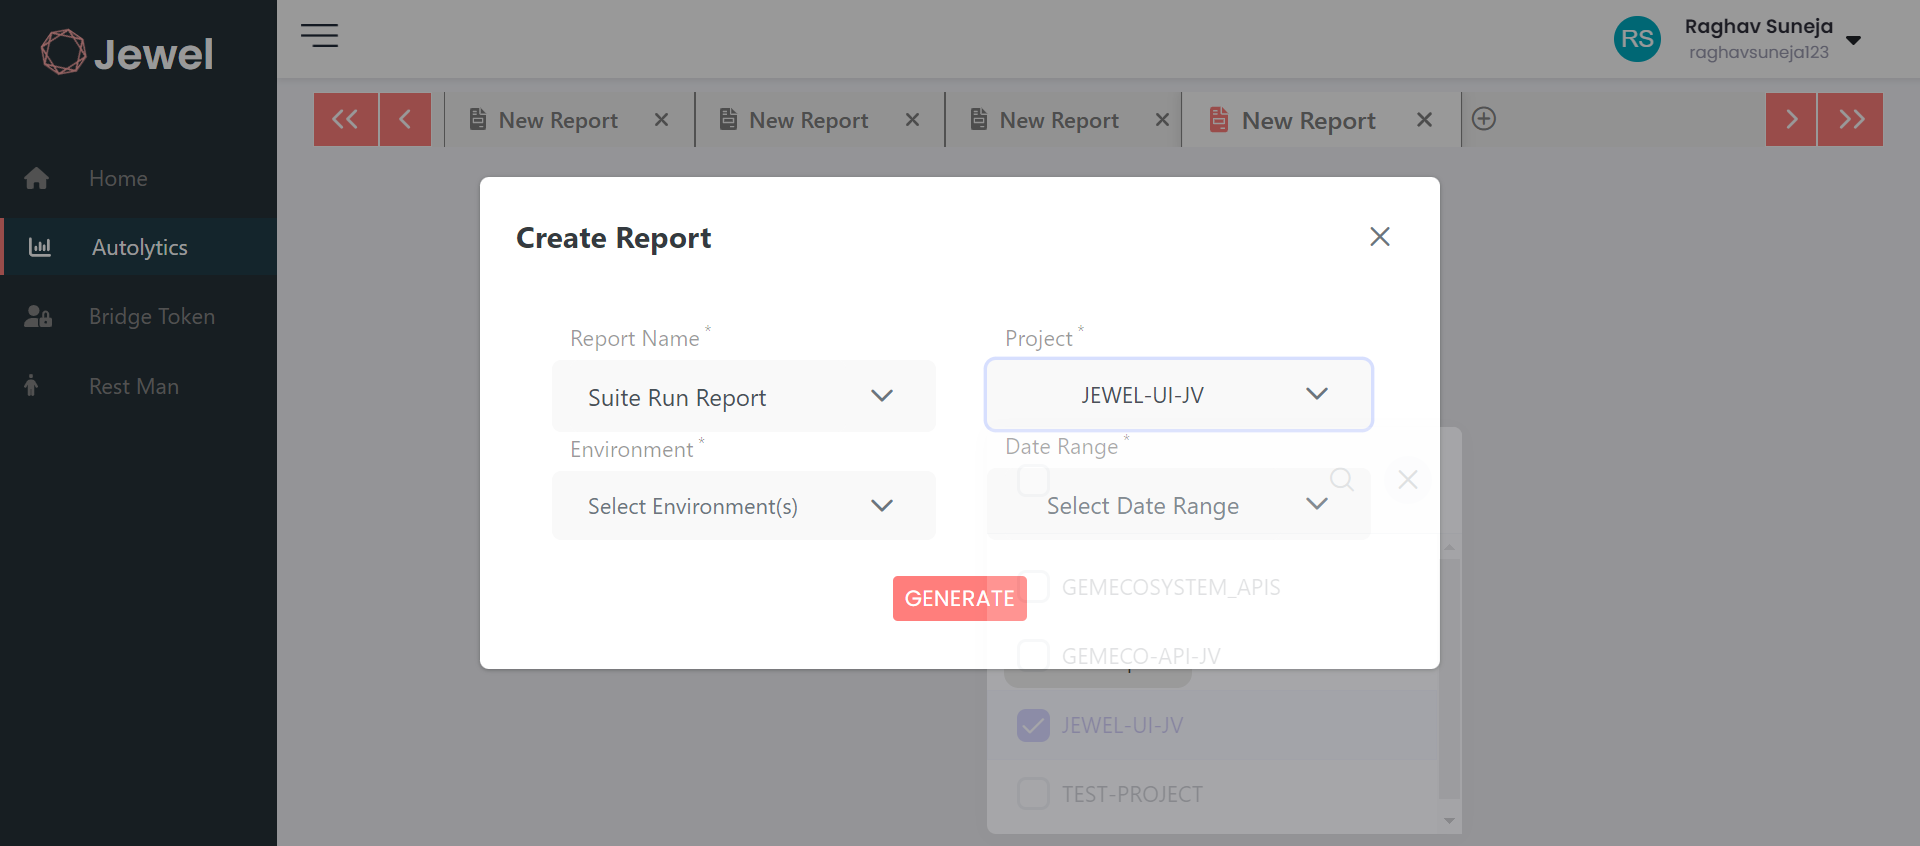 Jewel
RS
Raghav Suneja
raghavsuneja123
New Report
New Report
New Report
New Report
Home
Autolytics
Bridge Token
Rest Man
Create Report
Report Name *
Project *
Suite Run Report
JEWEL-UI-JV
Environment *
Date Range *
Select Environment(s)
Select Date Range
GENERATE
GEMECOSYSTEM_APIS
GEMECO-API-JV
JEWEL-UI-JV
TEST-PROJECT